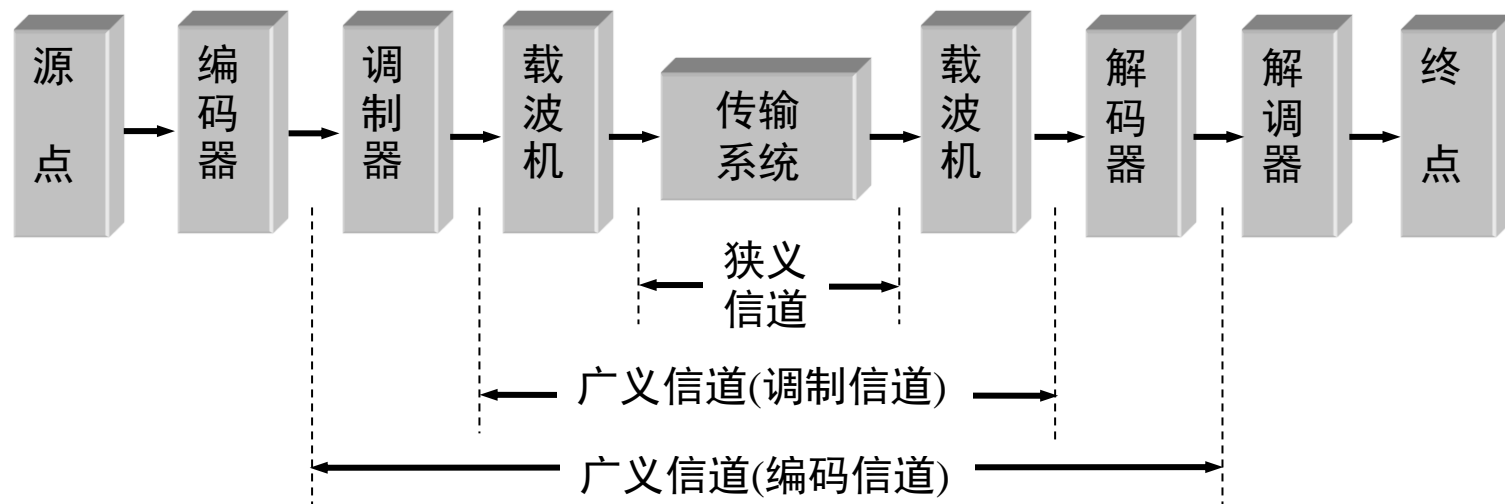 源点
编码器
调制器
载波机
传输
系统
载波机
解码器
解调器
终点
狭义
信道
广义信道(调制信道)
广义信道(编码信道)